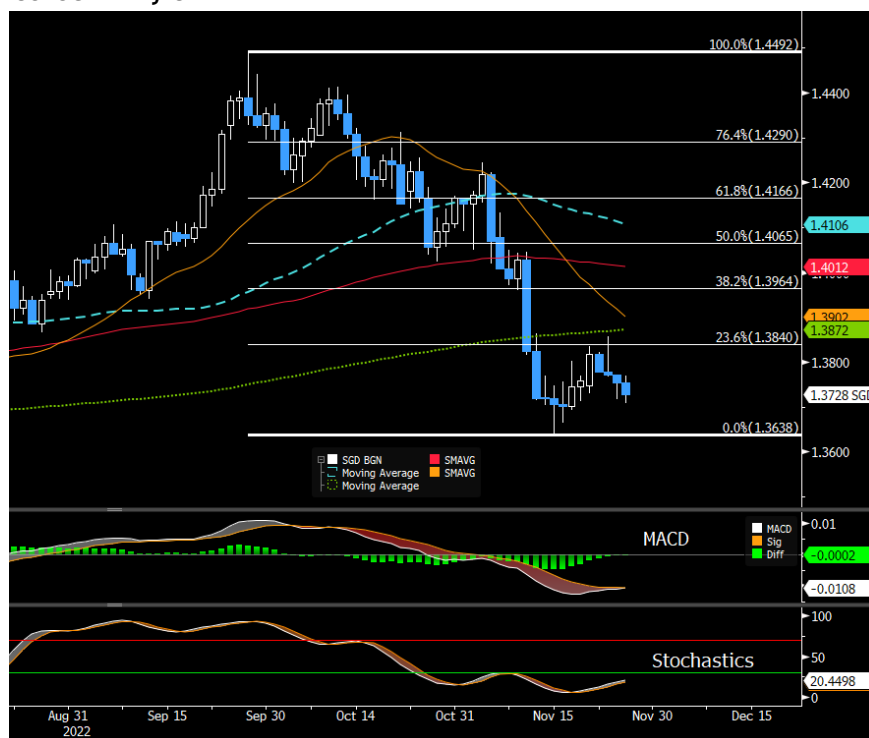 100.0%(1.4492)
1.4400
76.4%(1.4290)
1.4200
61.8%(1.4166)
1.4106
50.0%(1.4065)
1.4012
38.2%(1.3964)
1.3902
1.3872
23.6%(1.3840)
1.3800
1.3728 SGD
0.0%(1.3638)
1.3600
SGD BGN SMAVG
Moving Average SMAVG
Moving Average
MACD
MACD
Sig
Diff
0.01
-0.0002
-0.0108
Stochastics
100
50
20.4498
0
Aug 31 Sep 15 Sep 30 Oct 14 Oct 31 Nov 15 Nov 30 Dec 15
2022